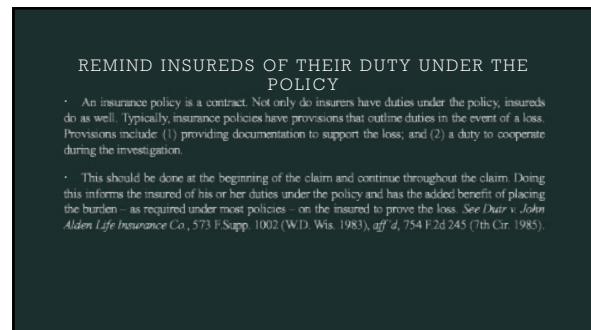 REMIND INSUREDS OF THEIR DUTY UNDER THE
POLICY
· An insurance policy is a contract. Not only do insurers have duties under the policy, insureds
do as well. Typically, insurance policies have provisions that outline duties in the event of a loss.
Provisions include: (1) providing documentation to support the loss; and (2) a duty to cooperate
during the investigation.
· This should be done at the beginning of the claim and continue throughout the claim. Doing
this informs the insured of his or her duties under the policy and has the added benefit of placing
the burden – as required under most policies – on the insured to prove the loss. See Dutr v. John
Alden Life Insurance Co., 573 F.Supp. 1002 (W.D. Wis. 1983), aff'd, 754 F.2d 245 (7th Cir. 1985).